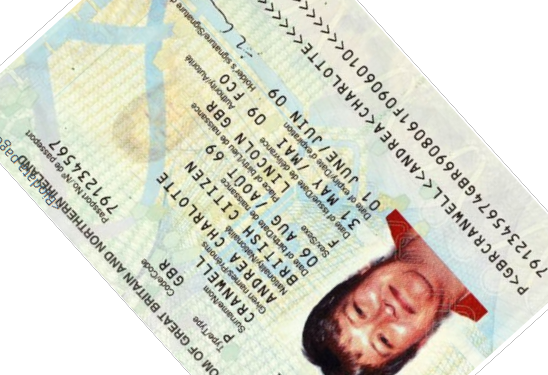 OM OF GREAT BRITAIN AND NORTHERN IRELAND
Type/Type
P
Code/Code
GBR
Passport No./No de passeport
791234567
Surname/Nom
CRANWELL
Given names/Prénoms
ANDREA CHARLOTTE
Nationality/Nationalité
BRITISH CITIZEN
Date of birth/Date de naissance
06 AUG /AOUT 69
Sex/Sexe
F
Place of birth/Lieu de naissance
LINCOLN GBR
Date of issue/Date de délivrance
31 MAY /MAI 09
Authority/Autorité
FCO
Date of expiry/Date d'expiration
01 JUNE/JUIN 09
Holder's signature/Signature d
P<GBRCRANWELL<<ANDREA<CHARLOTTE<<<<<
7912345674GBR6908061F0906010<<<<<<<<